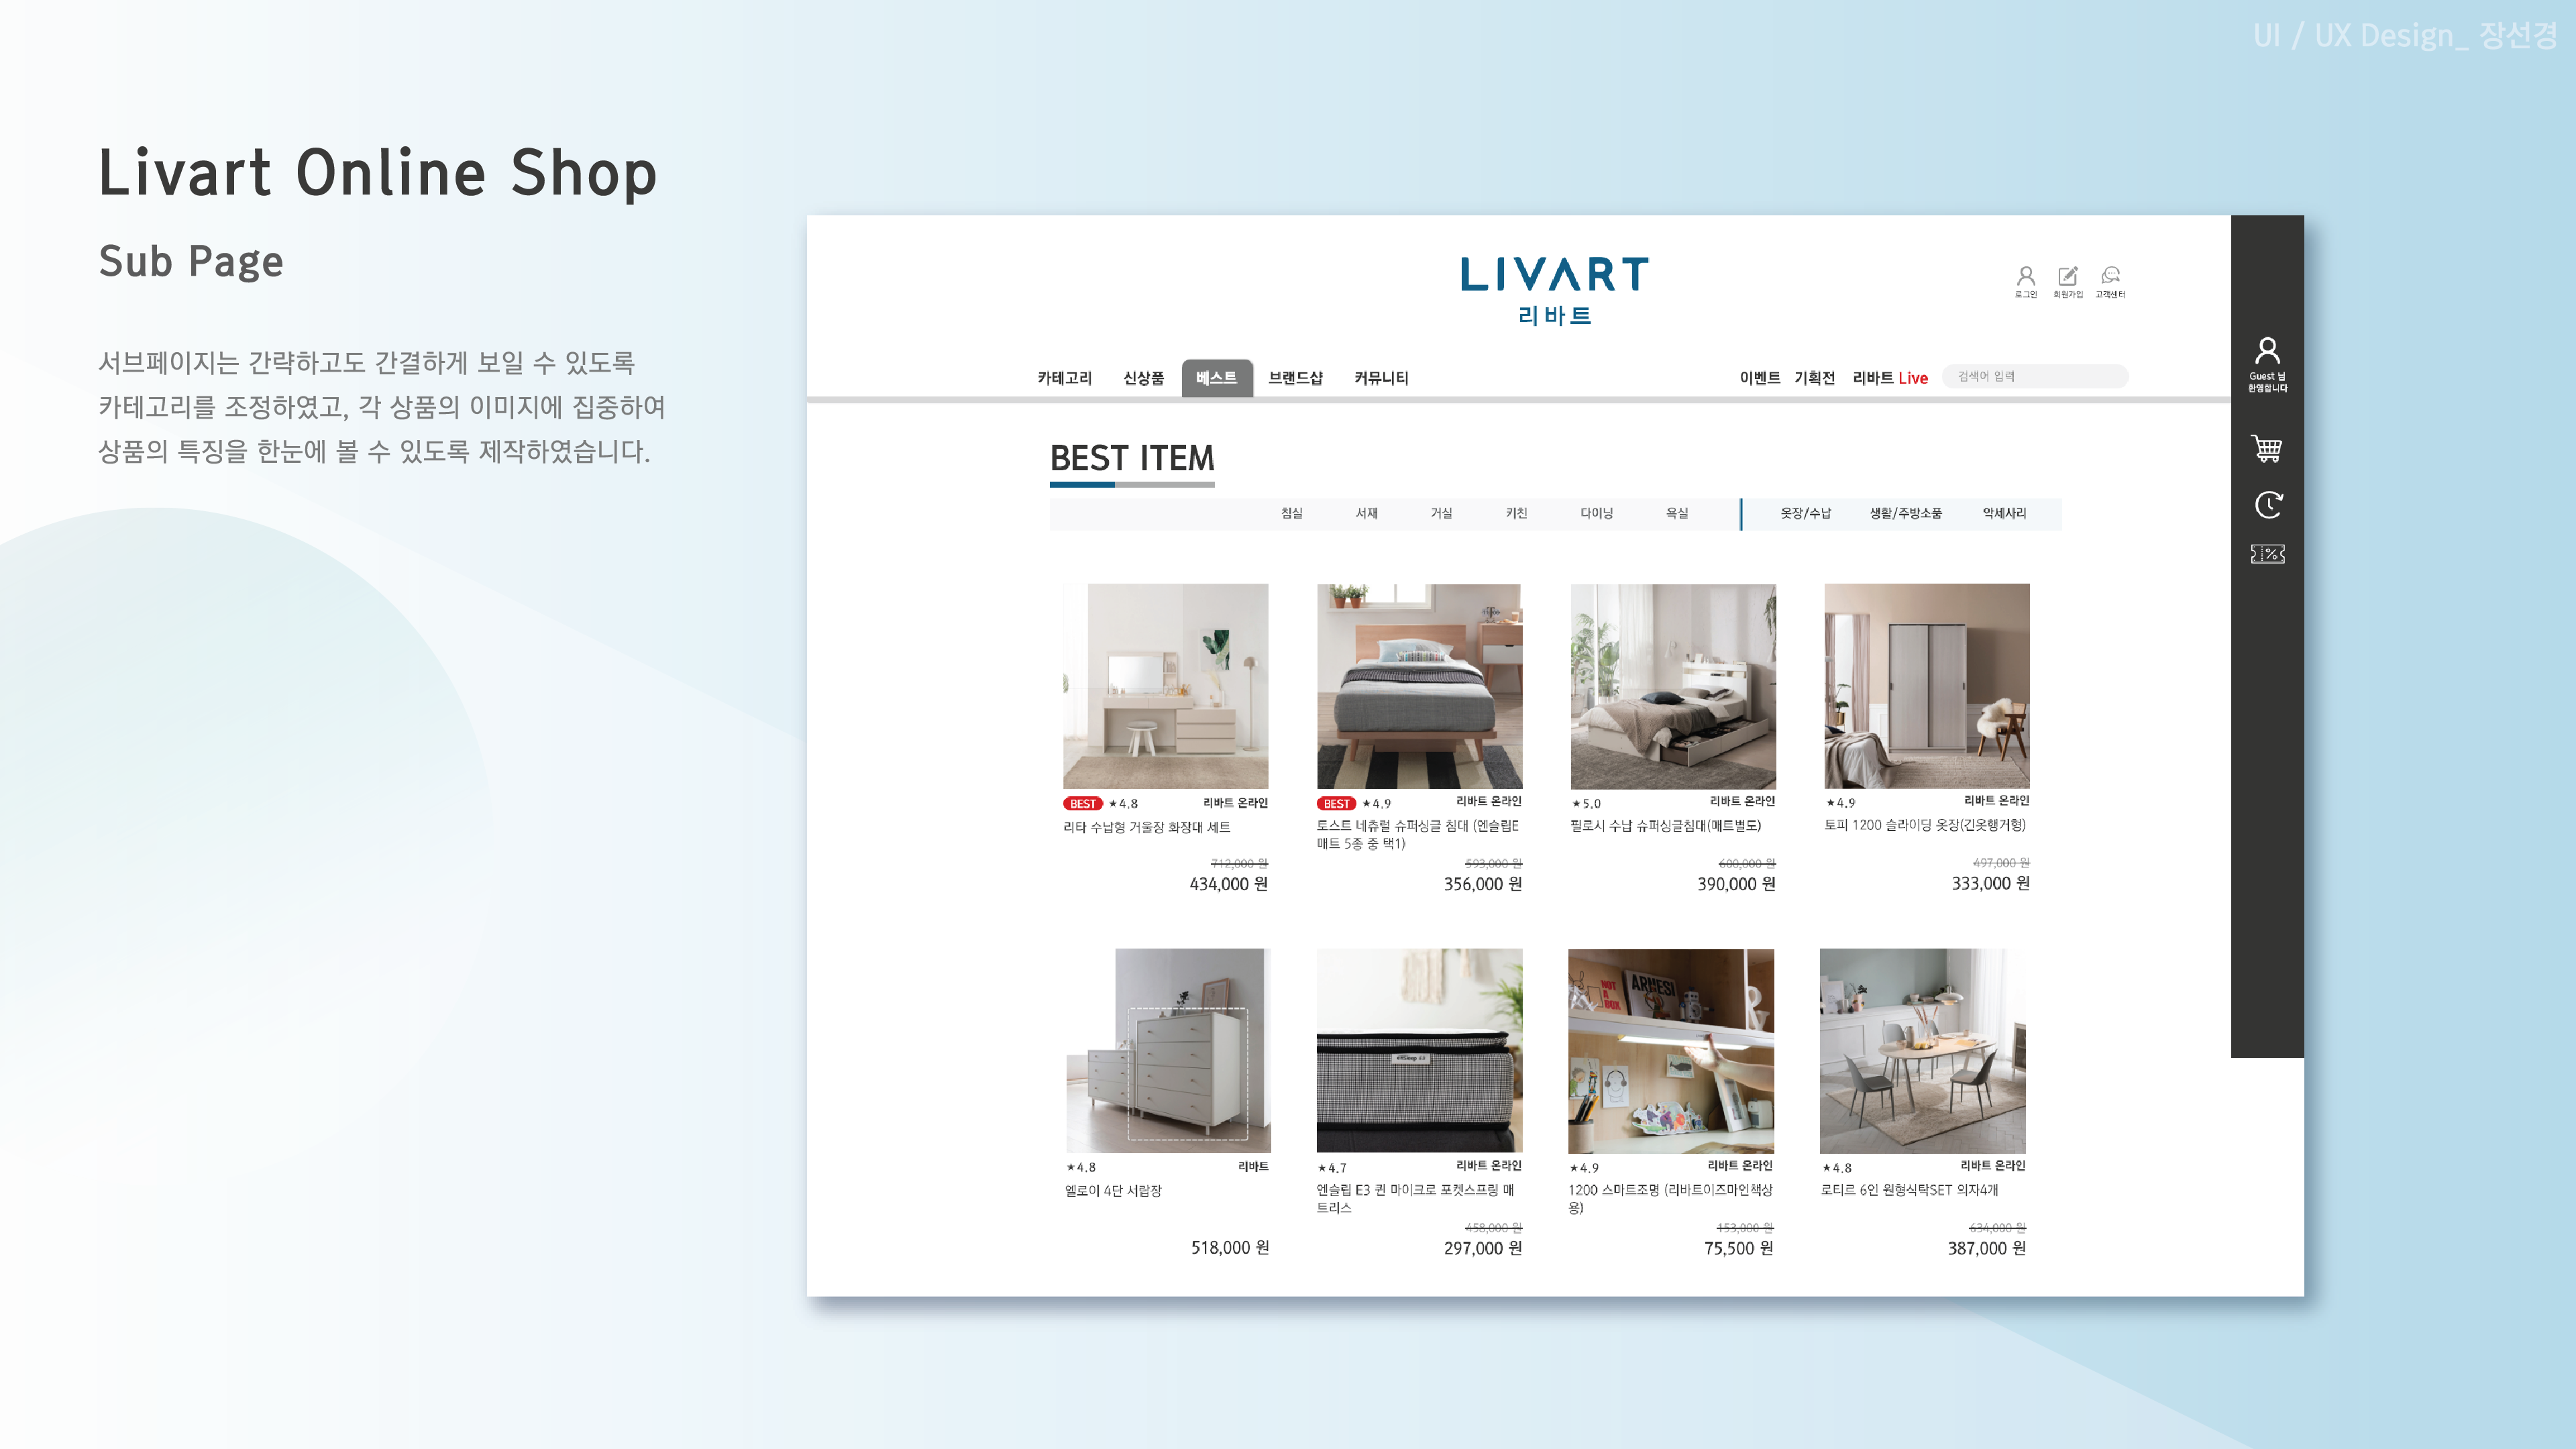 UI / UX Design_ 장선경
Livart Online Shop
Sub Page
서브페이지는 간략하고도 간결하게 보일 수 있도록
카테고리를 조정하였고, 각 상품의 이미지에 집중하여
상품의 특징을 한눈에 볼 수 있도록 제작하였습니다.
LIVART
리바트
로그인 회원가입 고객센터
카테고리 신상품 베스트 브랜드샵 커뮤니티 이벤트 기획전 리바트 Live 검색어 입력
Guest 님
환영합니다
BEST ITEM
침실 서재 거실 키친 다이닝 욕실 옷장/수납 생활/주방소품 악세사리
BEST ★4.8 리바트 온라인
리타 수납형 거울장 화장대 세트
712,000 원
434,000 원
BEST ★4.9 리바트 온라인
토스트 네츄럴 슈퍼싱글 침대 (엔슬립E
매트 5종 중 택1)
593,000 원
356,000 원
★5.0 리바트 온라인
필로시 수납 슈퍼싱글침대(매트별도)
600,000 원
390,000 원
★4.9 리바트 온라인
토피 1200 슬라이딩 옷장(긴옷행거형)
497,000 원
333,000 원
★4.8 리바트
엘로이 4단 서랍장
518,000 원
★4.7 리바트 온라인
엔슬립 E3 퀸 마이크로 포켓스프링 매
트리스
458,000 원
297,000 원
NOT
A
BOX
ARMESI
★4.9 리바트 온라인
1200 스마트조명 (리바트이즈마인책상
용)
153,000 원
75,500 원
★4.8 리바트 온라인
로티르 6인 원형식탁SET 의자4개
634,000 원
387,000 원